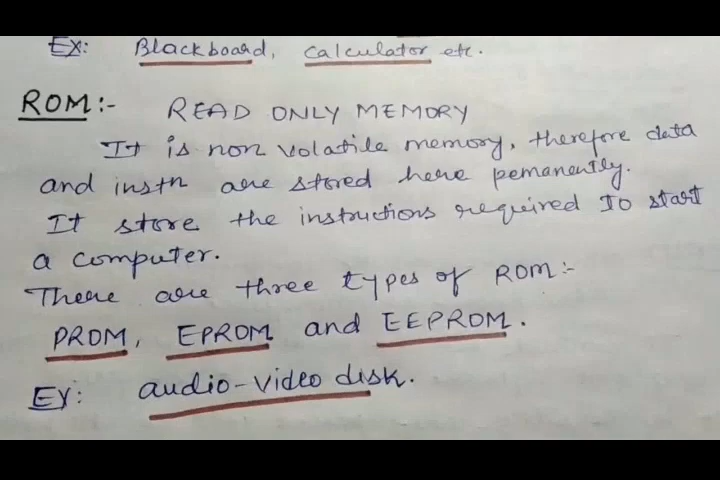 Ex: Blackboard, Calculator etc.
ROM:- READ ONLY MEMORY
It is non volatile memory, therefore data
and instn are stored here pemanently.
It store the instructions required to start
a computer.
There are three types of ROM:-
PROM, EPROM and EEPROM.
Ex: audio-video disk.